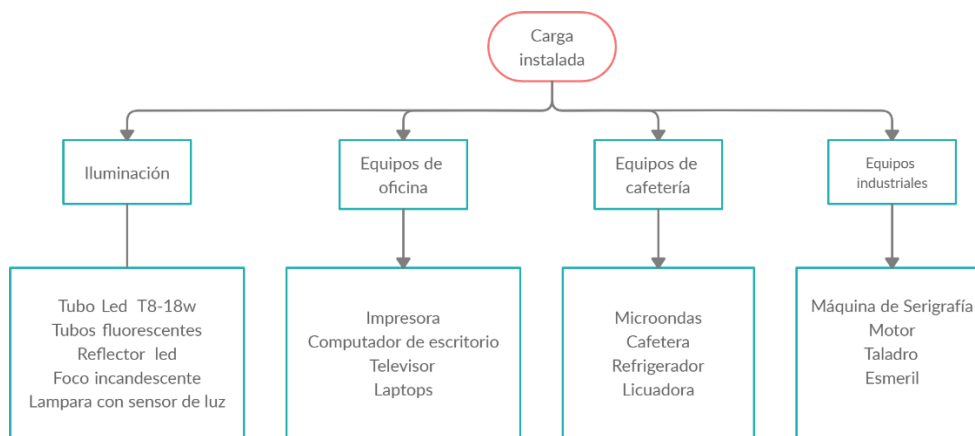 Carga
instalada
Iluminación
Equipos de
oficina
Equipos de
cafetería
Equipos
industriales
Tubo Led T8-18w
Tubos fluorescentes
Reflector led
Foco incandescente
Lampara con sensor de luz
Impresora
Computador de escritorio
Televisor
Laptops
Microondas
Cafetera
Refrigerador
Licuadora
Máquina de Serigrafía
Motor
Taladro
Esmeril